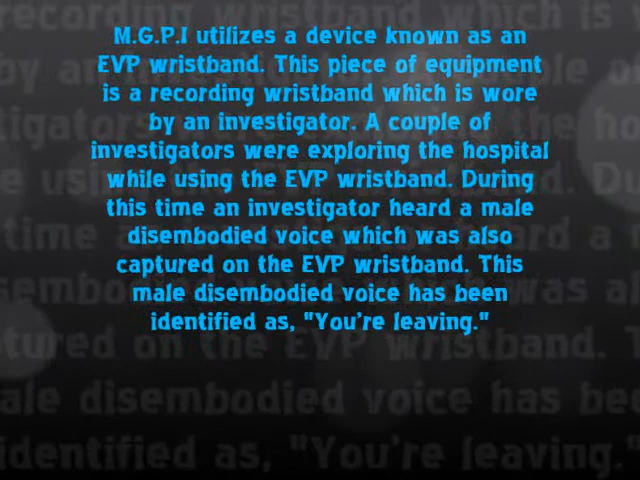 M.G.P.I utilizes a device known as an
EVP wristband. This piece of equipment
is a recording wristband which is wore
by an investigator. A couple of
investigators were exploring the hospital
while using the EVP wristband. During
this time an investigator heard a male
disembodied voice which was also
captured on the EVP wristband. This
male disembodied voice has been
identified as, "You're leaving."